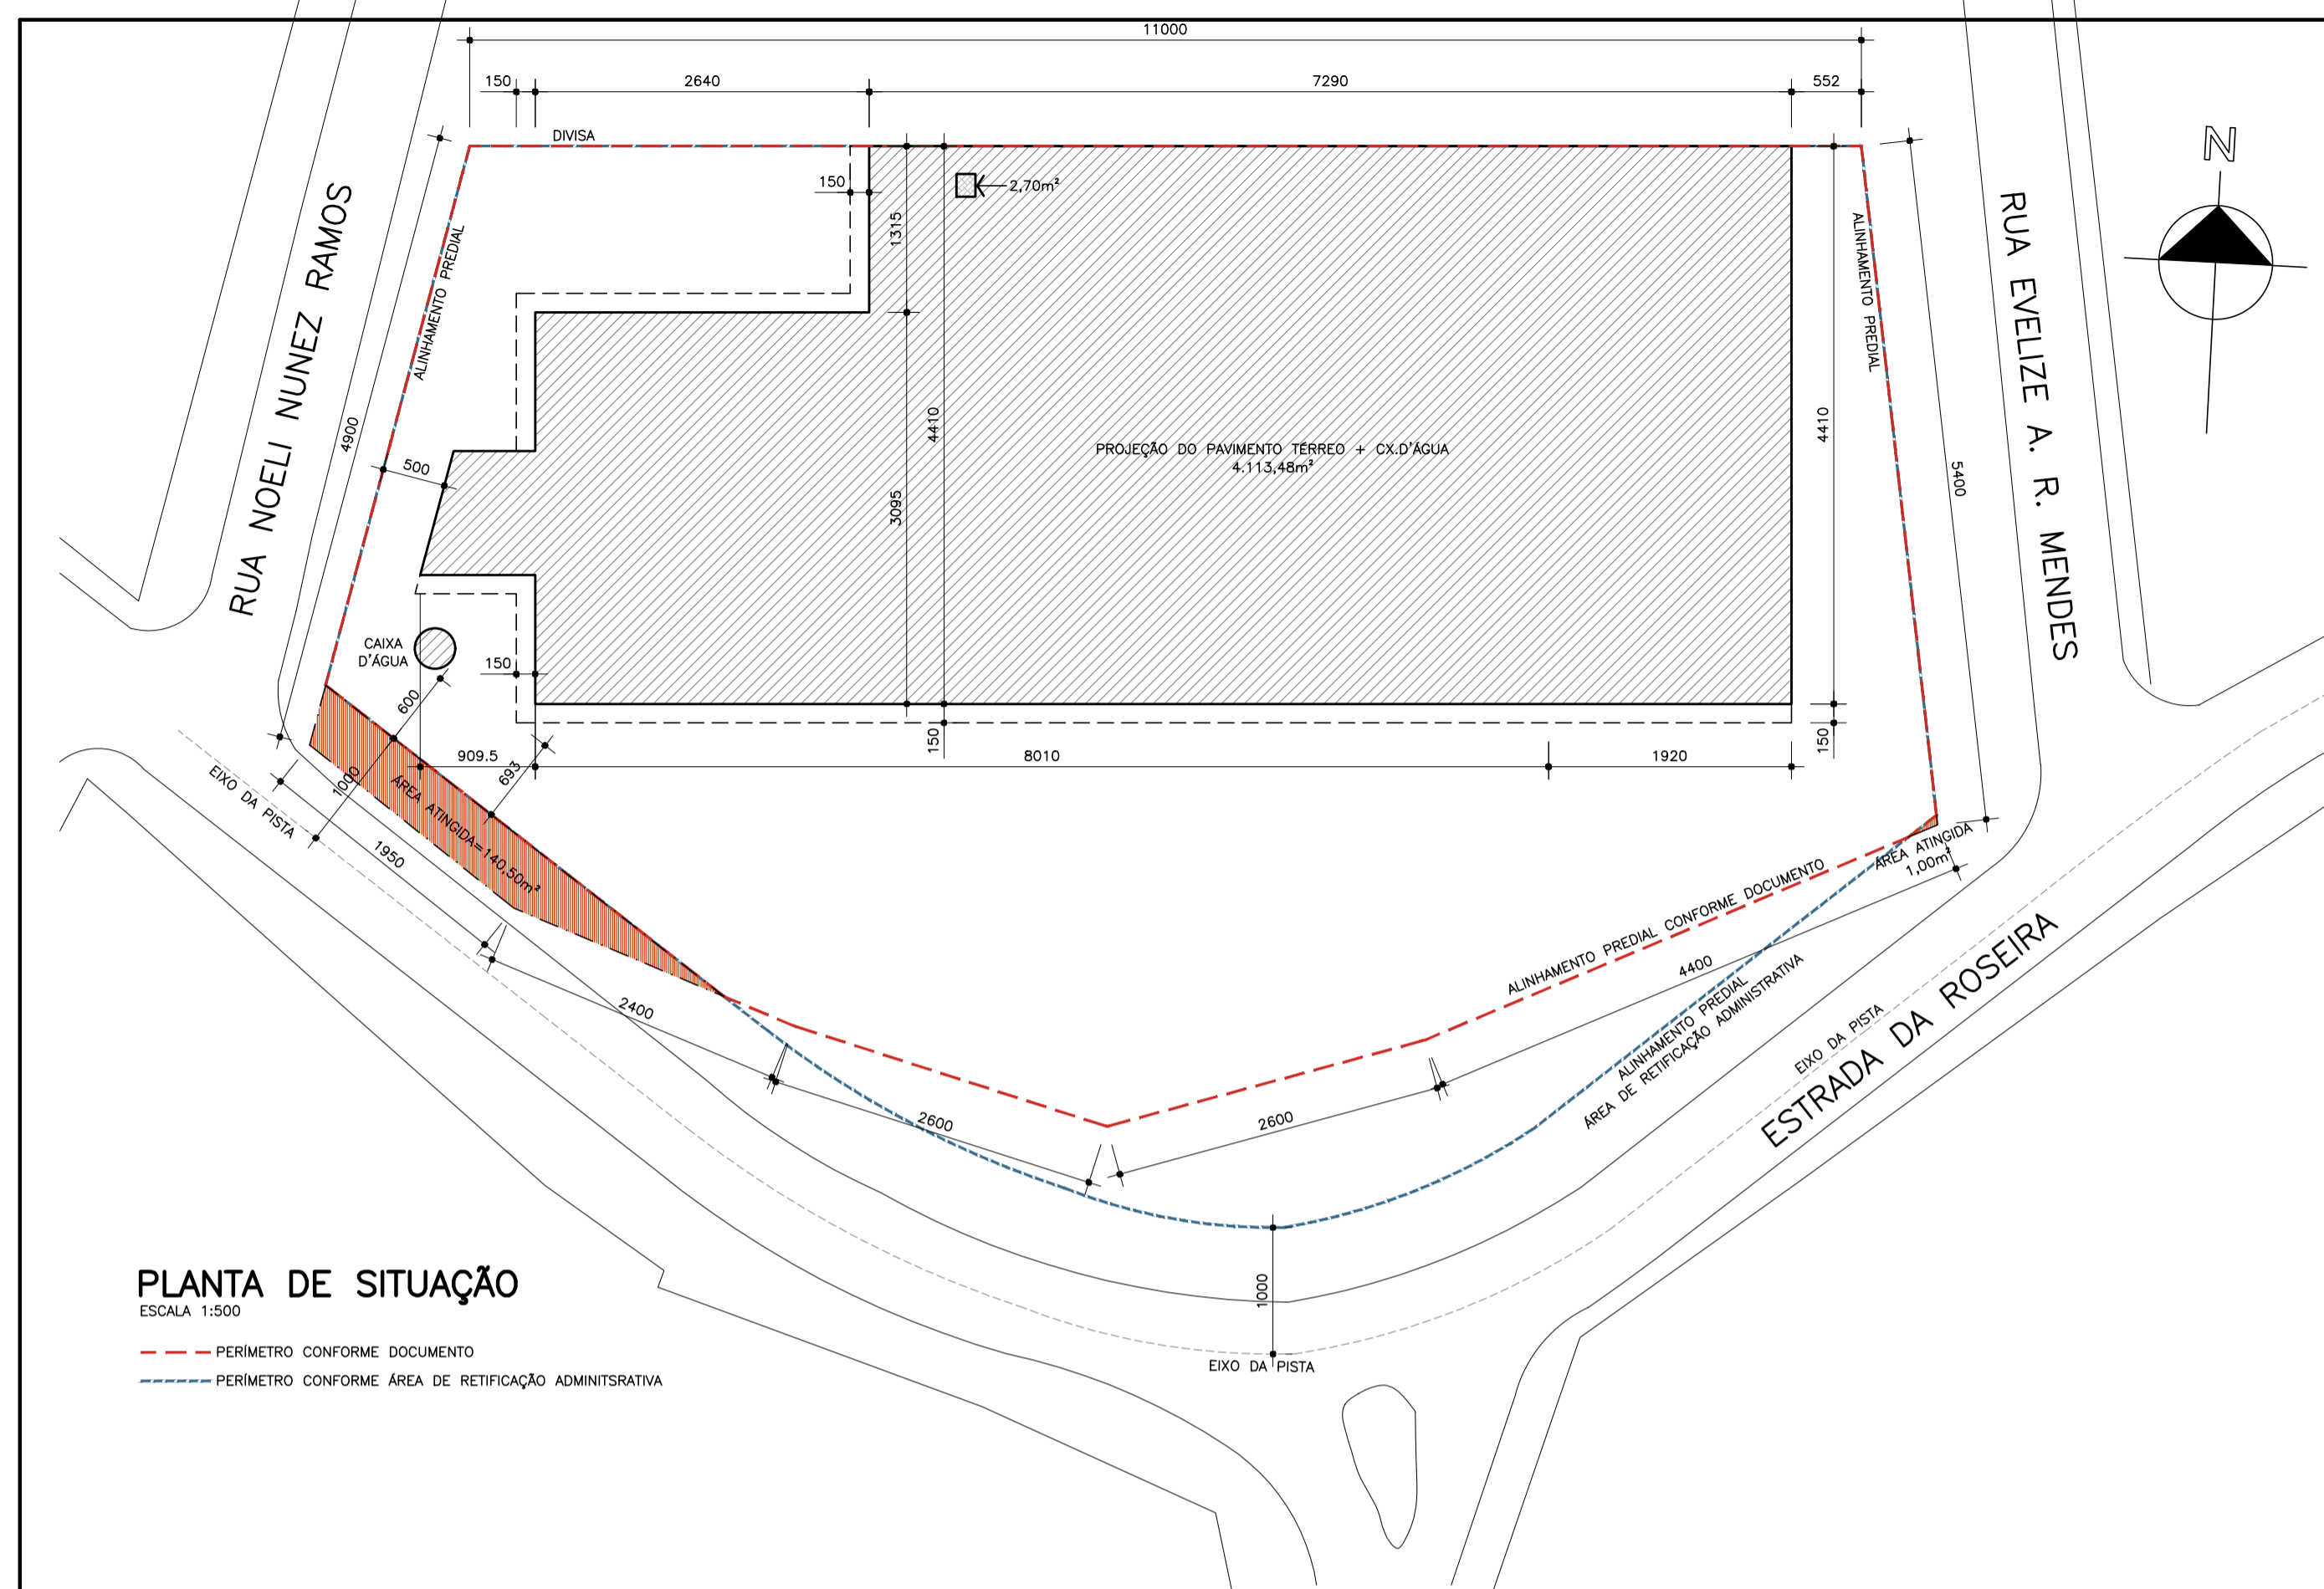 11000
150
2640
7290
552
DIVISA
N
150
2,70m²
1315
RUA NOELI NUNEZ RAMOS
ALINHAMENTO PREDIAL
4900
500
4410
3095
PROJEÇÃO DO PAVIMENTO TÉRREO + CX.D'ÁGUA
4.113,48m²
4410
ALINHAMENTO PREDIAL
5400
RUA EVELIZE A. R. MENDES
CAIXA
D'ÁGUA
150
600
150
150
909.5
693
8010
1920
1000
EIXO DA PISTA
ÁREA ATINGIDA=140,50m²
1950
ÁREA ATINGIDA
1,00m²
ALINHAMENTO PREDIAL CONFORME DOCUMENTO
4400
2400
2600
2600
ALINHAMENTO PREDIAL
ÁREA DE RETIFICAÇÃO ADMINISTRATIVA
EIXO DA PISTA
ESTRADA DA ROSEIRA
1000
EIXO DA PISTA
PLANTA DE SITUAÇÃO
ESCALA 1:500
PERÍMETRO CONFORME DOCUMENTO
PERÍMETRO CONFORME ÁREA DE RETIFICAÇÃO ADMINITSRATIVA